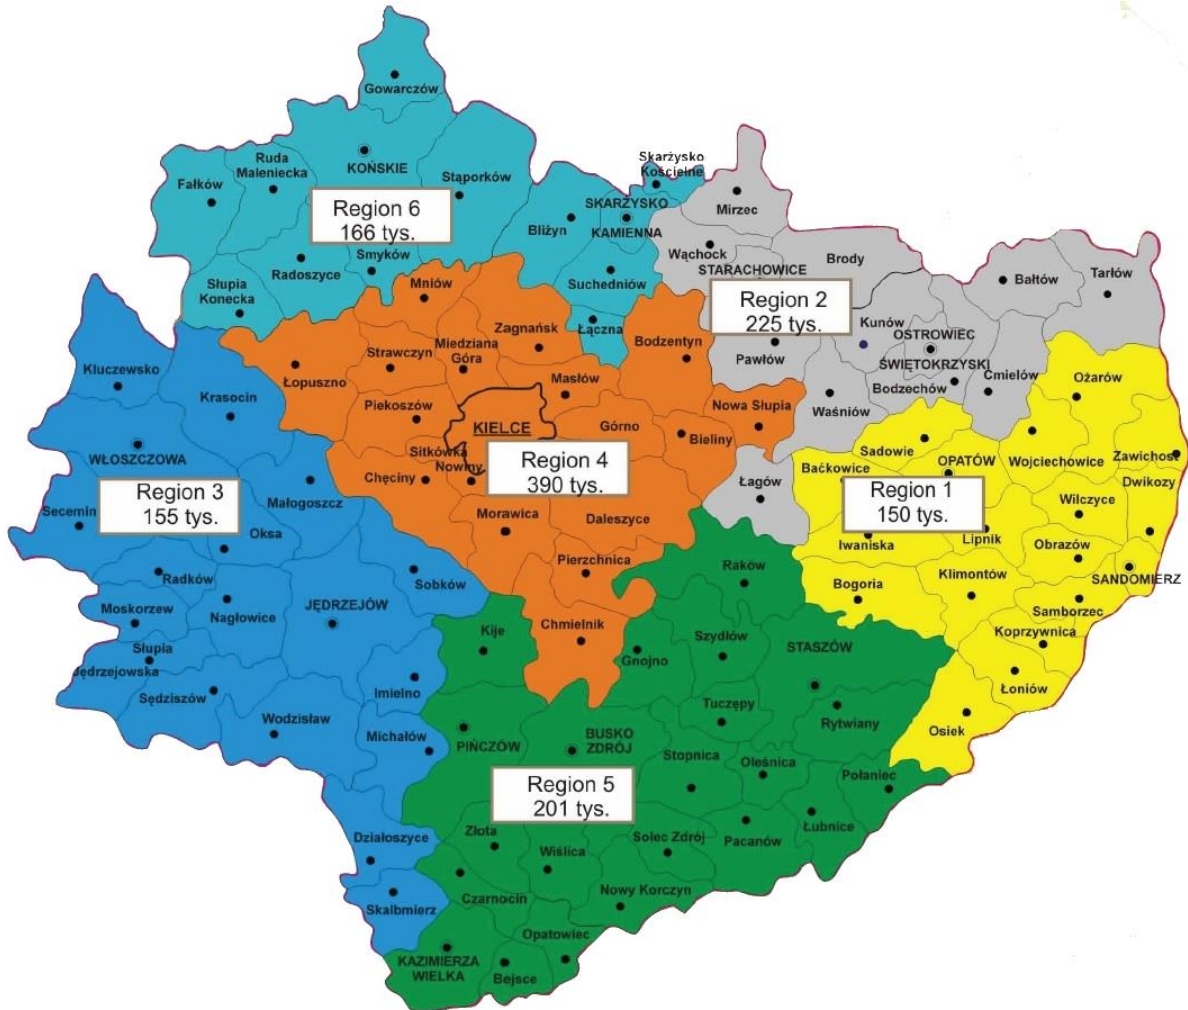 Gowarczów
KOŃSKIE
Ruda
Maleniecka
Fałków
Stąporków
Skarżysko
Kościelne
SKARŻYSKO
KAMIENNA
Bliżyn
Region 6
166 tys.
Radoszyce
Smyków
Słupia
Konecka
Suchedniów
Łączna
Mirzec
Wąchock
STARACHOWICE
Brody
Bałtów
Tarłów
Region 2
225 tys.
Kunów
OSTROWIEC
ŚWIĘTOKRZYSKI
Pawłów
Bodzechów
Ćmielów
Waśniów
Łagów
Mniów
Zagnańsk
Bodzentyn
Strawczyn
Miedziana
Góra
Łopuszno
Masłów
Piekoszów
KIELCE
Górno
Nowa Słupia
Bieliny
Sitkówka
Nowiny
Chęciny
Region 4
390 tys.
Morawica
Daleszyce
Pierzchnica
Chmielnik
Kluczewsko
Krasocin
WŁOSZCZOWA
Region 3
155 tys.
Małogoszcz
Secemin
Oksa
Radków
Sobków
Moskorzew
Nagłowice
JĘDRZEJÓW
Słupia
Jędrzejowska
Sędziszów
Imielno
Wodzisław
Michałów
Działoszyce
Skalbmierz
Ożarów
Sadowie
OPATÓW
Wojciechowice
Zawichost
Baćkowice
Dwikozy
Region 1
150 tys.
Wilczyce
Iwaniska
Lipnik
Obrazów
Bogoria
Klimontów
SANDOMIERZ
Samborzec
Koprzywnica
Łoniów
Osiek
Raków
Kije
Szydłów
STASZÓW
Gnojno
Tuczępy
Rytwiany
PIŃCZÓW
BUSKO
ZDRÓJ
Stopnica
Oleśnica
Połaniec
Region 5
201 tys.
Łubnice
Pacanów
Złota
Wiślica
Solec Zdrój
Czarnocin
Nowy Korczyn
Opatowiec
KAZIMIERZA
WIELKA
Bejsce